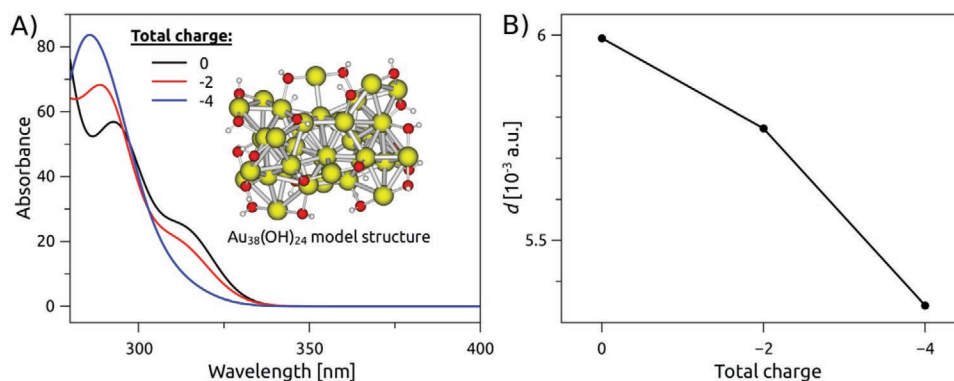 A)
Total charge:
0
-2
-4
80
60
40
20
0
Absorbance
300
350
400
Wavelength [nm]
Au₃₈(OH)₂₄ model structure
B)
6
5.5
d [10⁻³ a.u.]
0
−2
−4
Total charge